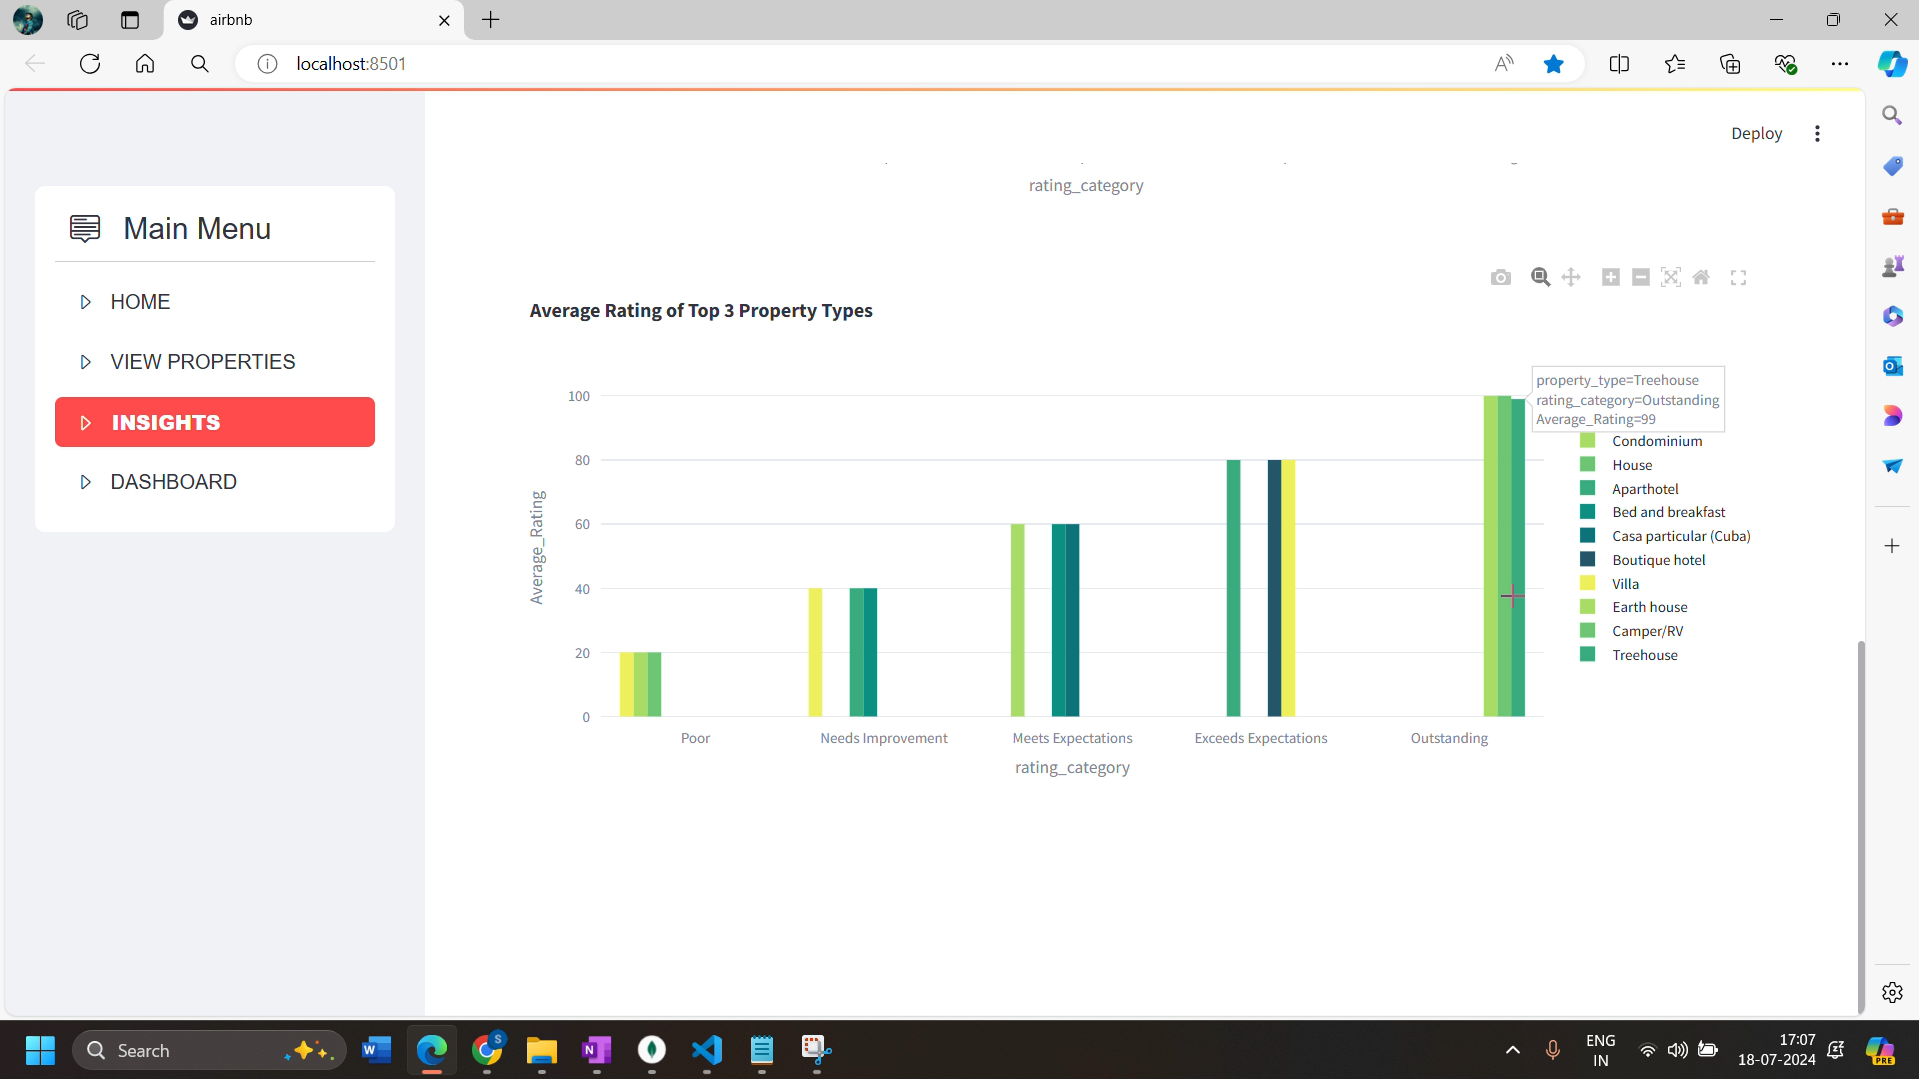 airbnb
localhost:8501
Deploy
Main Menu
HOME
VIEW PROPERTIES
INSIGHTS
DASHBOARD
rating_category
Average Rating of Top 3 Property Types
property_type=Treehouse
rating_category=Outstanding
Average_Rating=99
100
80
60
40
20
0
Average_Rating
Poor
Needs Improvement
Meets Expectations
Exceeds Expectations
Outstanding
rating_category
Condominium
House
Aparthotel
Bed and breakfast
Casa particular (Cuba)
Boutique hotel
Villa
Earth house
Camper/RV
Treehouse
Search
S
ENG
IN
17:07
18-07-2024
PRE